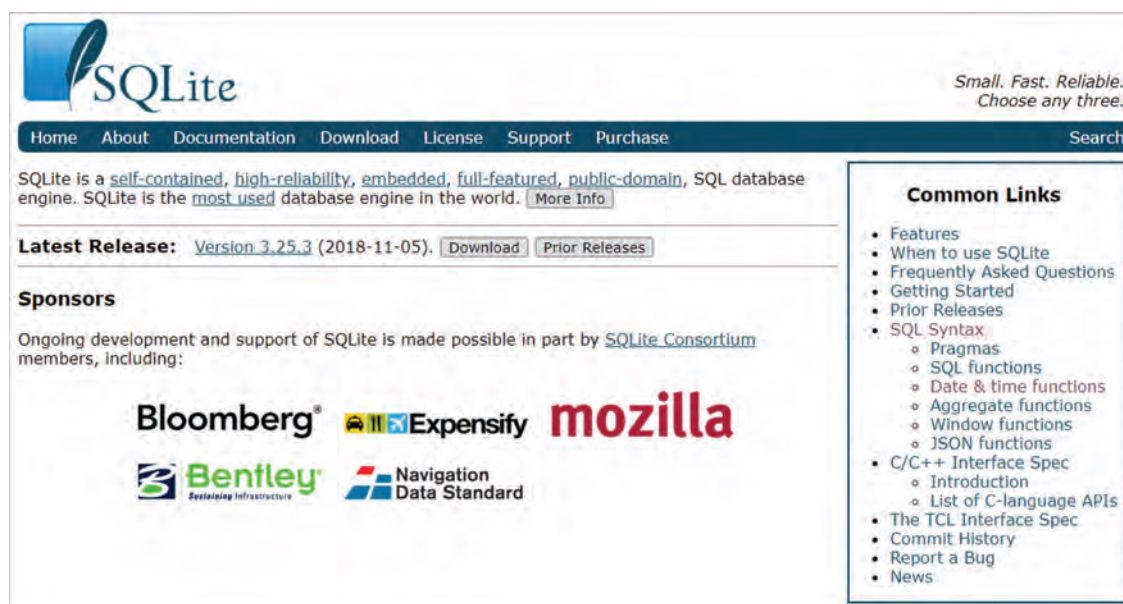 SQLite
Small. Fast. Reliable.
Choose any three.
Home About Documentation Download License Support Purchase Search
SQLite is a self-contained, high-reliability, embedded, full-featured, public-domain, SQL database
engine. SQLite is the most used database engine in the world. More Info
Latest Release: Version 3.25.3 (2018-11-05). Download Prior Releases
Sponsors
Ongoing development and support of SQLite is made possible in part by SQLite Consortium
members, including:
Bloomberg® Expensify mozilla
Bentley®
Sustaining Infrastructure
Navigation
Data Standard
Common Links
• Features
• When to use SQLite
• Frequently Asked Questions
• Getting Started
• Prior Releases
• SQL Syntax
◦ Pragmas
◦ SQL functions
◦ Date & time functions
◦ Aggregate functions
◦ Window functions
◦ JSON functions
• C/C++ Interface Spec
◦ Introduction
◦ List of C-language APIs
• The TCL Interface Spec
• Commit History
• Report a Bug
• News